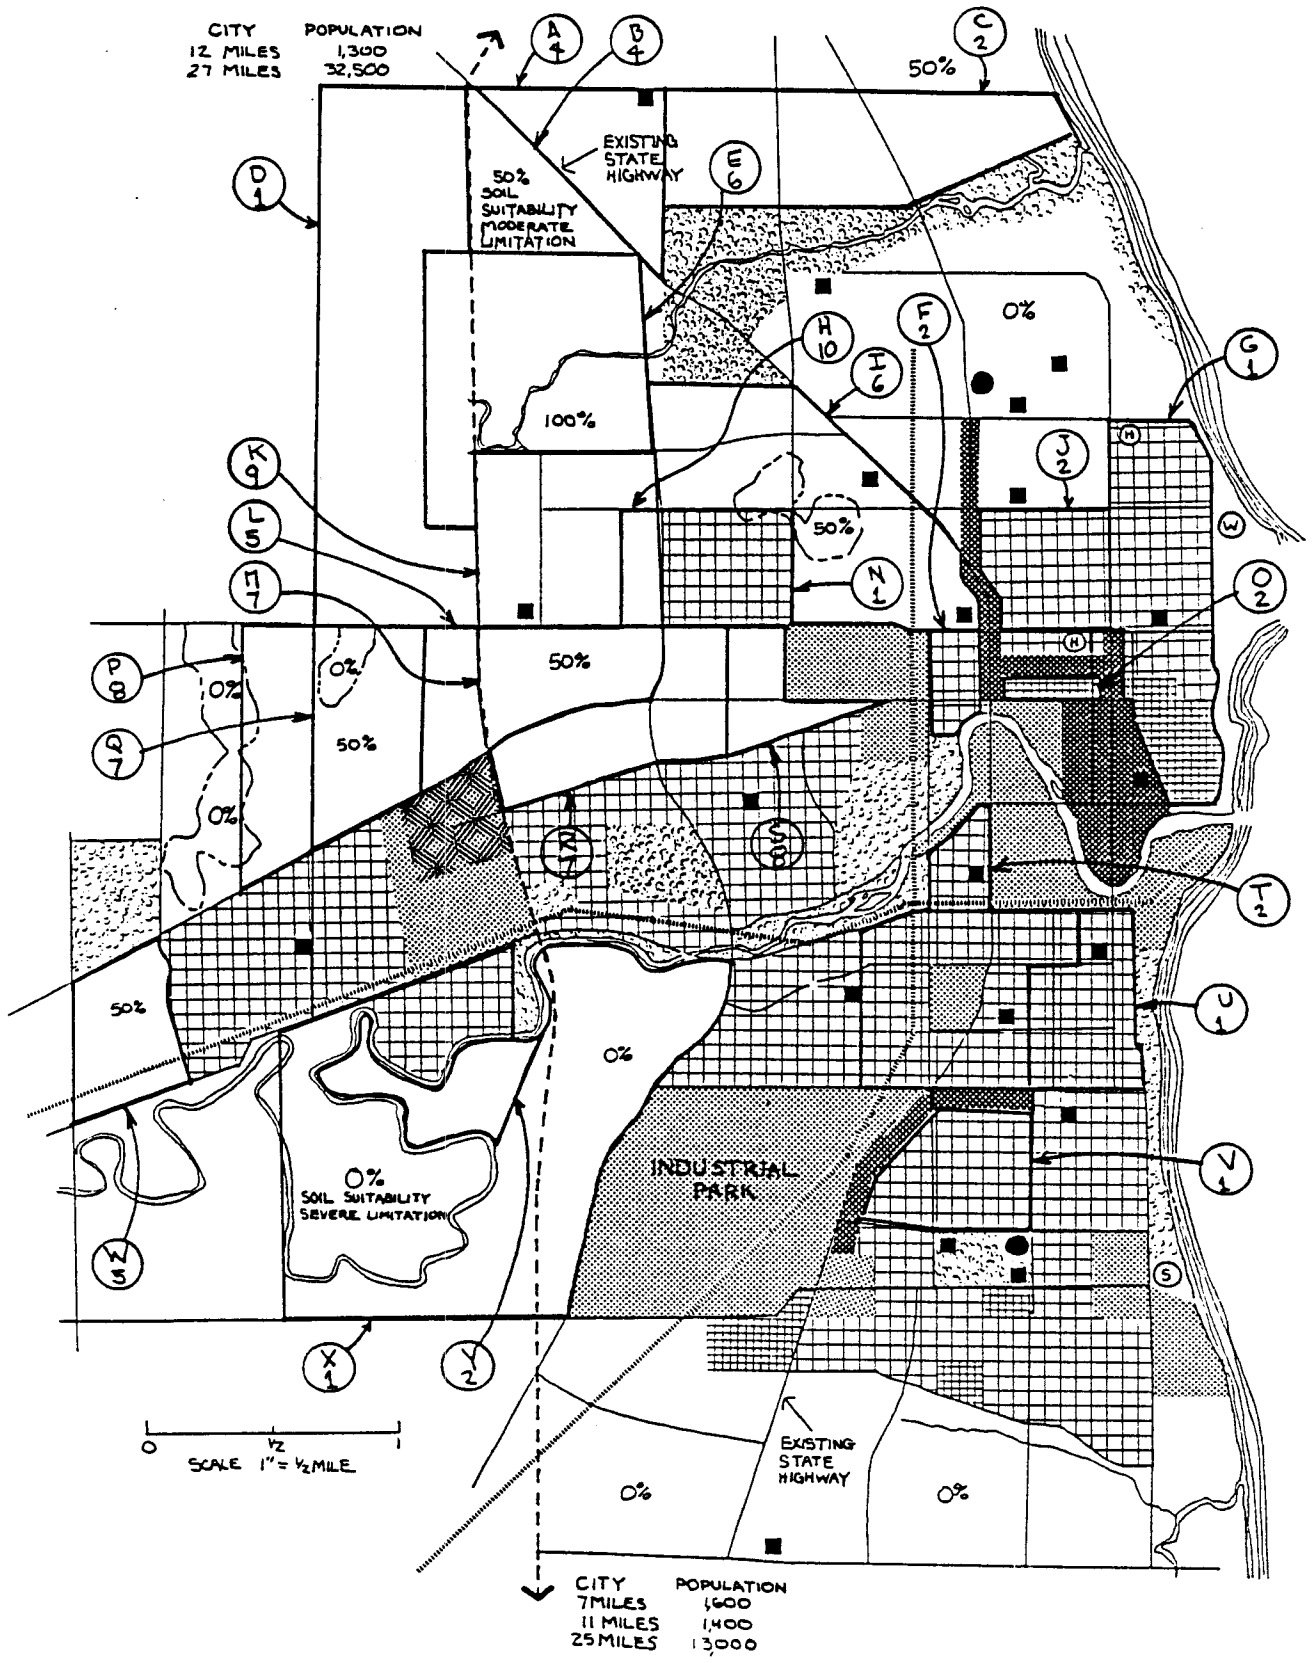 CITY POPULATION
12 MILES 1,300
27 MILES 32,500
A
4
B
4
C
2
50%
EXISTING
STATE
HIGHWAY
D
1
E
6
50%
SOIL
SUITABILITY
MODERATE
LIMITATION
0%
F
2
G
1
H
10
I
6
100%
H
J
2
K
9
L
5
50%
W
M
7
N
1
O
2
H
P
8
0%
0%
50%
Q
7
50%
0%
R
7
S
8
T
2
50%
U
1
0%
INDUSTRIAL
PARK
V
1
0%
SOIL SUITABILITY
SEVERE LIMITATION
W
5
S
X
1
Y
2
0 1/2 1
SCALE 1" = 1/2 MILE
EXISTING
STATE
HIGHWAY
0%
0%
CITY POPULATION
7 MILES 1,600
11 MILES 1,400
25 MILES 13,000